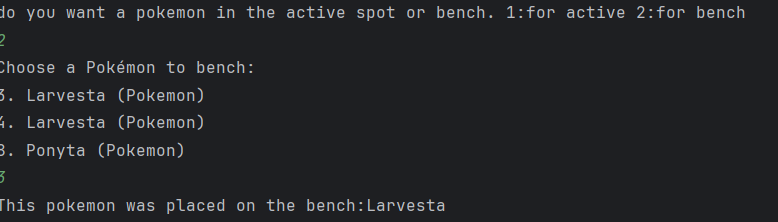 do you want a pokemon in the active spot or bench. 1:for active 2:for bench
2
Choose a Pokémon to bench:
3. Larvesta (Pokemon)
4. Larvesta (Pokemon)
8. Ponyta (Pokemon)
3
This pokemon was placed on the bench:Larvesta